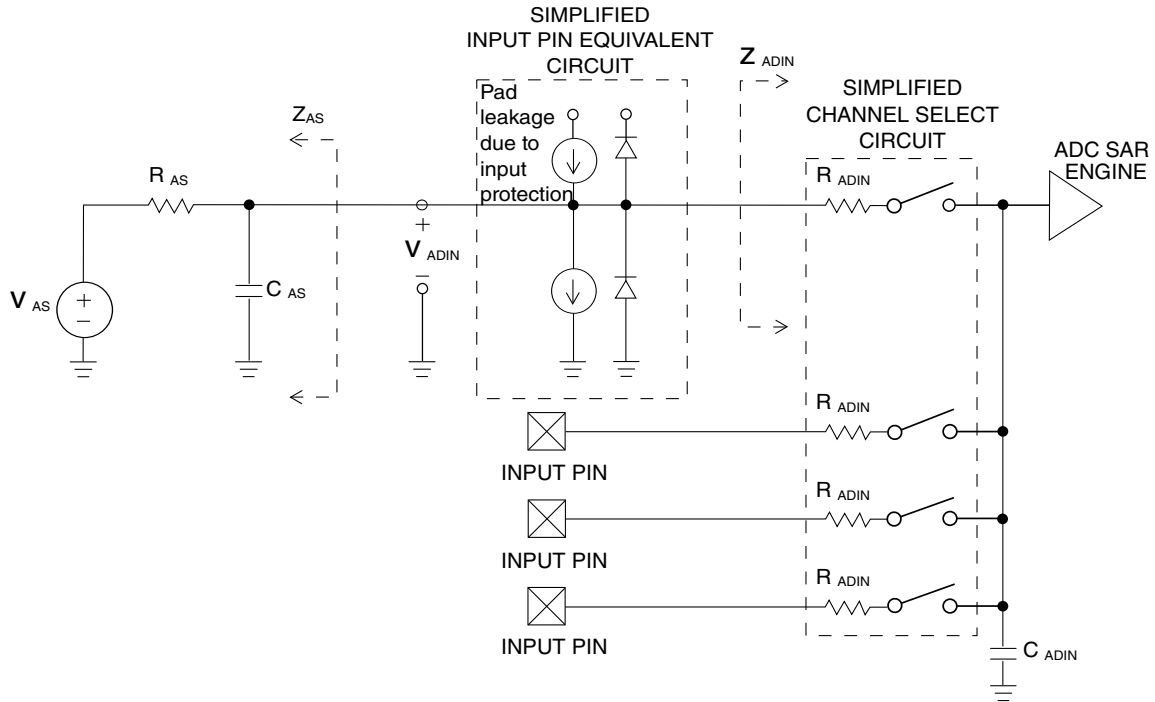 SIMPLIFIED
INPUT PIN EQUIVALENT
CIRCUIT
Pad
leakage
due to
input
protection
Z ADIN
SIMPLIFIED
CHANNEL SELECT
CIRCUIT
ADC SAR
ENGINE
ZAS
R AS
R ADIN
+
V ADIN
–
C AS
V AS
+
–
R ADIN
INPUT PIN
R ADIN
INPUT PIN
R ADIN
INPUT PIN
C ADIN